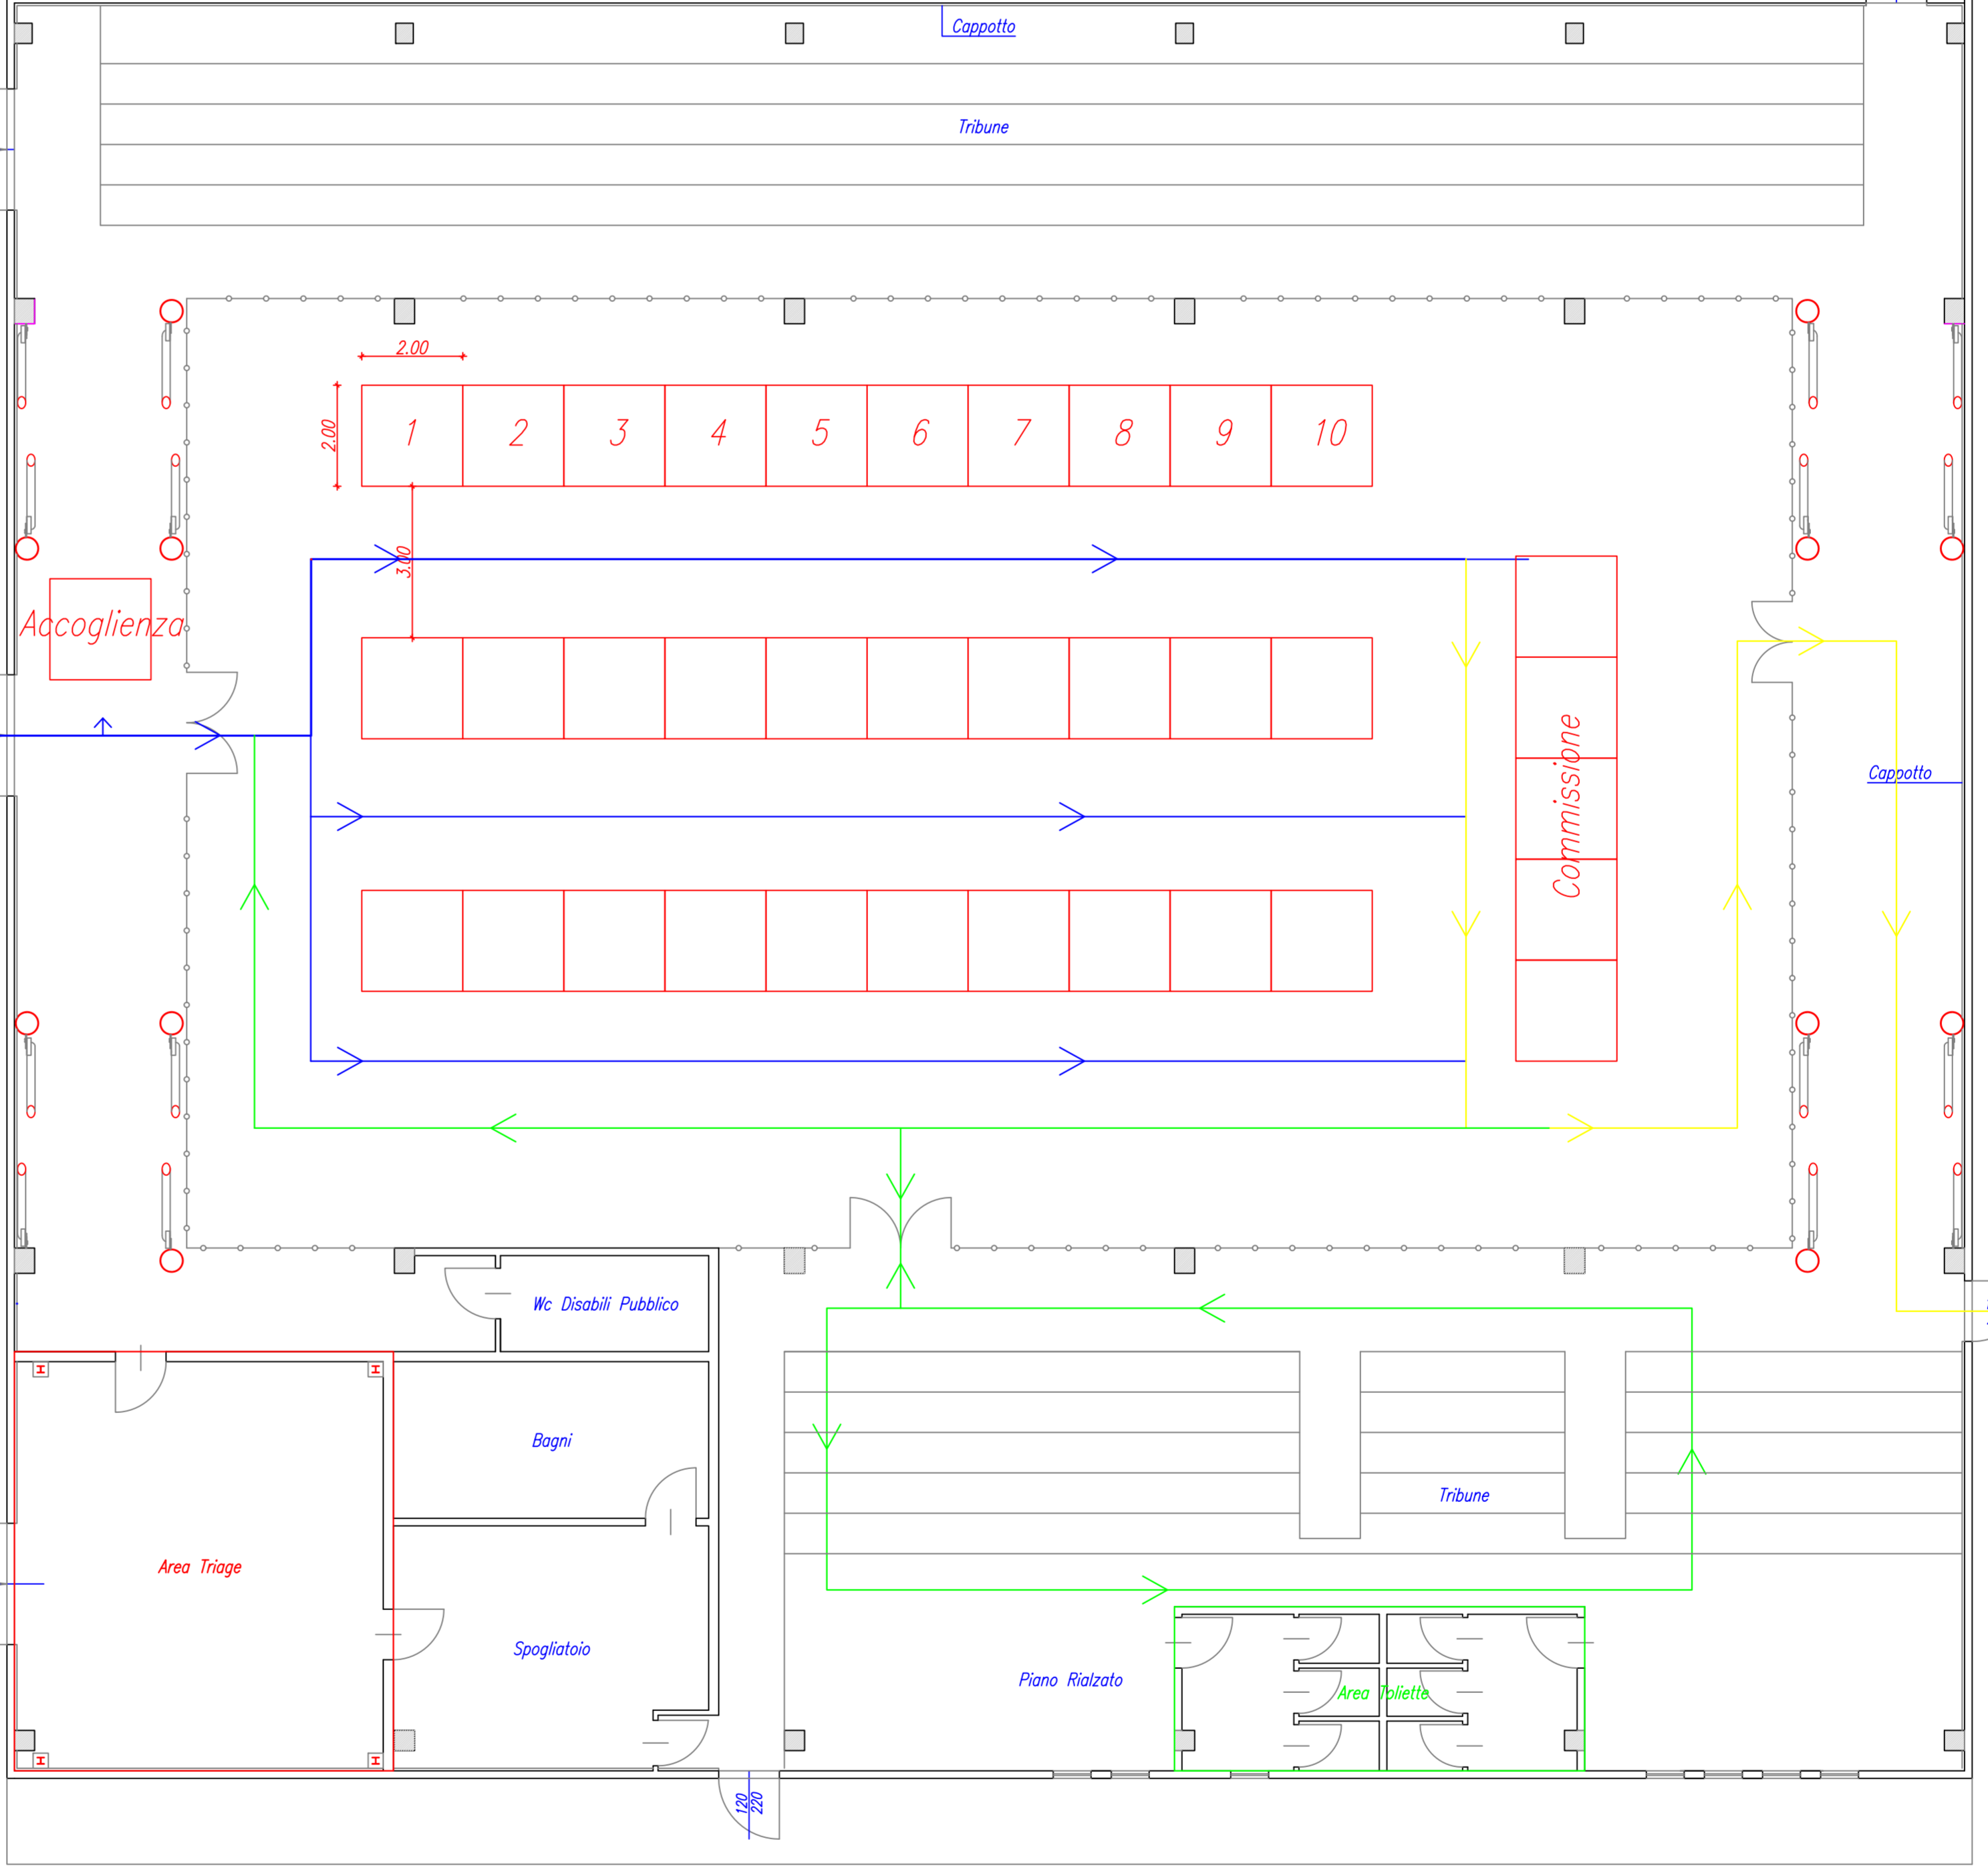 Cappotto
Tribune
2.00
2.00
1
2
3
4
5
6
7
8
9
10
3.00
Accoglienza
Commissione
Cappotto
Wc Disabili Pubblico
Bagni
Tribune
Area Triage
Spogliatoio
Piano Rialzato
Area Toliette
120
220
H
H
H
H